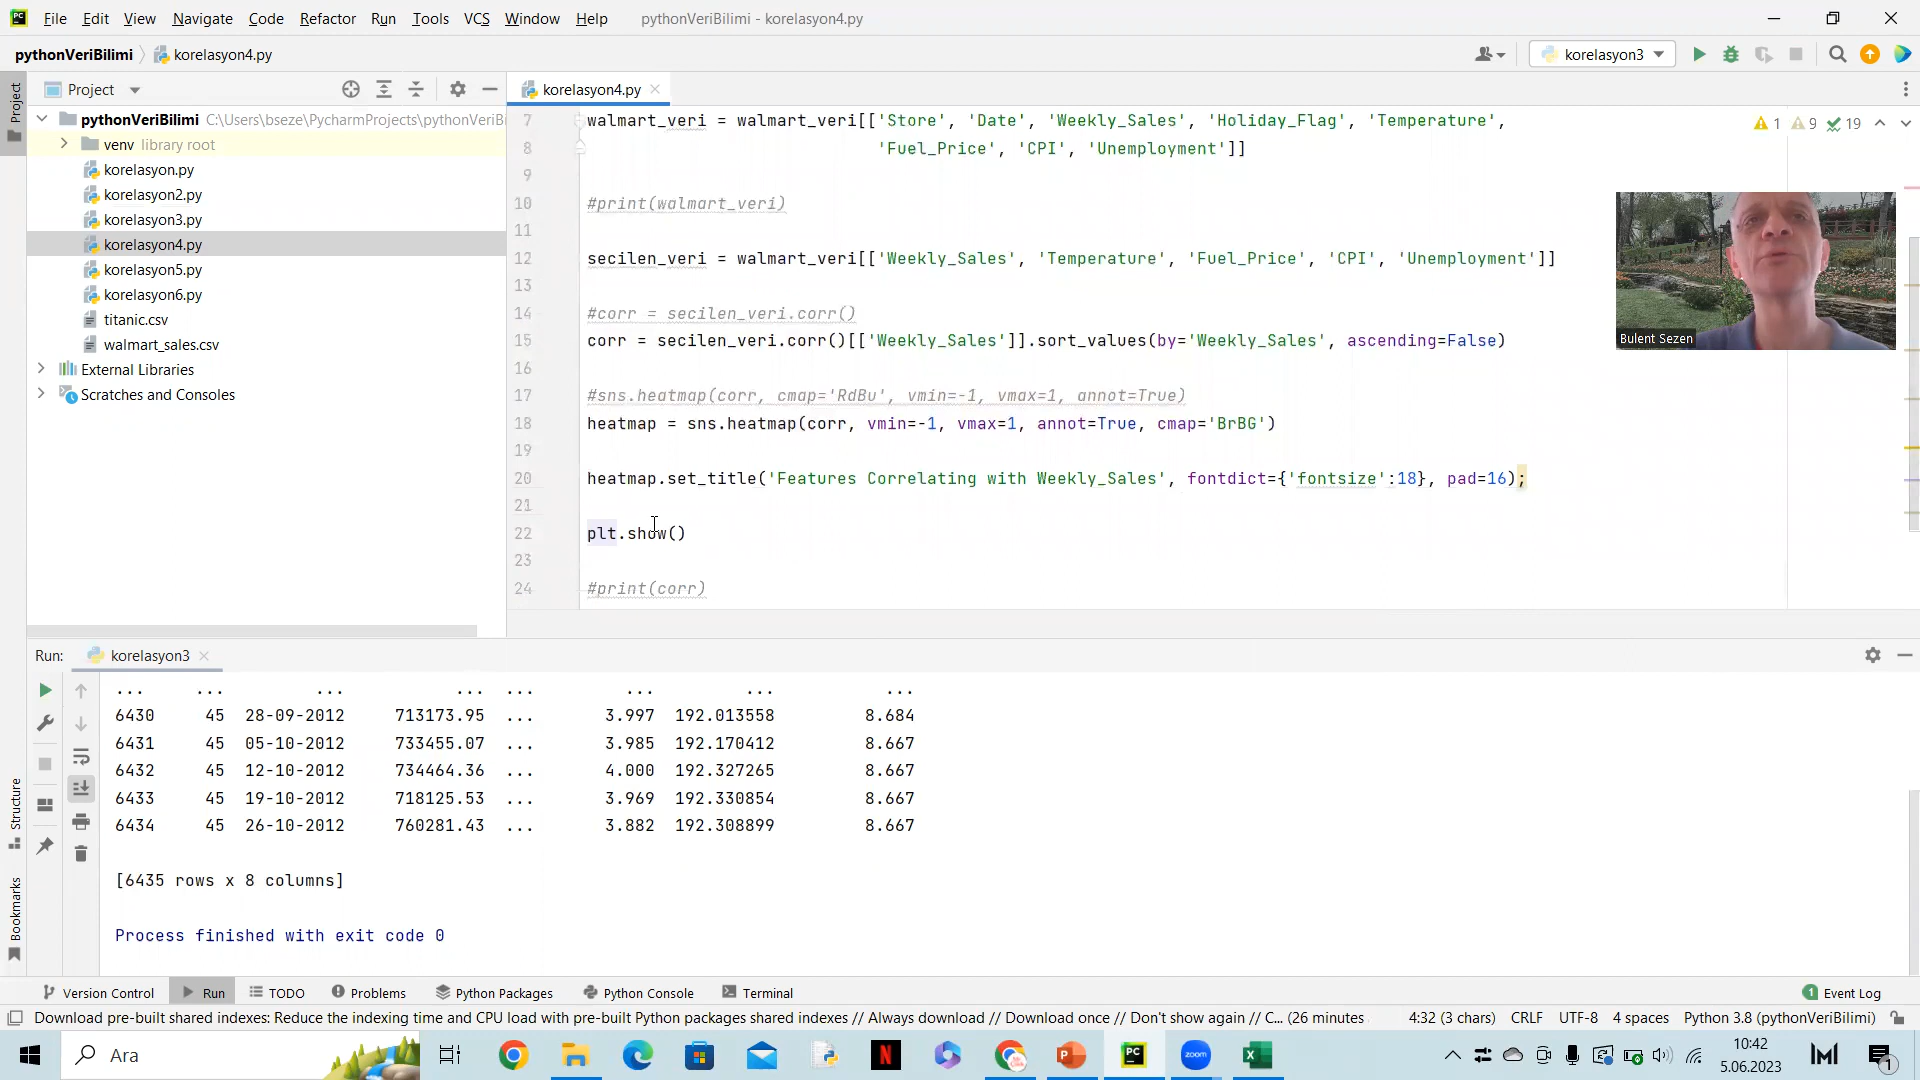 File Edit View Navigate Code Refactor Run Tools VCS Window Help pythonVeriBilimi - korelasyon4.py
pythonVeriBilimi korelasyon4.py korelasyon3
Project
Project
korelasyon4.py
pythonVeriBilimi C:\Users\bseze\PycharmProjects\pythonVeriB
venv library root
korelasyon.py
korelasyon2.py
korelasyon3.py
korelasyon4.py
korelasyon5.py
korelasyon6.py
titanic.csv
walmart_sales.csv
External Libraries
Scratches and Consoles
7 walmart_veri = walmart_veri[['Store', 'Date', 'Weekly_Sales', 'Holiday_Flag', 'Temperature',
8 'Fuel_Price', 'CPI', 'Unemployment']]
9
10 #print(walmart_veri)
11
12 secilen_veri = walmart_veri[['Weekly_Sales', 'Temperature', 'Fuel_Price', 'CPI', 'Unemployment']]
13
14 #corr = secilen_veri.corr()
15 corr = secilen_veri.corr()[['Weekly_Sales']].sort_values(by='Weekly_Sales', ascending=False)
16
17 #sns.heatmap(corr, cmap='RdBu', vmin=-1, vmax=1, annot=True)
18 heatmap = sns.heatmap(corr, vmin=-1, vmax=1, annot=True, cmap='BrBG')
19
20 heatmap.set_title('Features Correlating with Weekly_Sales', fontdict={'fontsize':18}, pad=16);
21
22 plt.show()
23
24 #print(corr)
1 9 19
Bulent Sezen
Run: korelasyon3
... ... ... ... ... ... ... ...
6430 45 28-09-2012 713173.95 ... 3.997 192.013558 8.684
6431 45 05-10-2012 733455.07 ... 3.985 192.170412 8.667
6432 45 12-10-2012 734464.36 ... 4.000 192.327265 8.667
6433 45 19-10-2012 718125.53 ... 3.969 192.330854 8.667
6434 45 26-10-2012 760281.43 ... 3.882 192.308899 8.667
[6435 rows x 8 columns]
Process finished with exit code 0
Structure
Bookmarks
Version Control Run TODO Problems Python Packages Python Console Terminal 1 Event Log
Download pre-built shared indexes: Reduce the indexing time and CPU load with pre-built Python packages shared indexes // Always download // Download once // Don't show again // C... (26 minutes 4:32 (3 chars) CRLF UTF-8 4 spaces Python 3.8 (pythonVeriBilimi)
Ara
zoom
10:42
5.06.2023
1